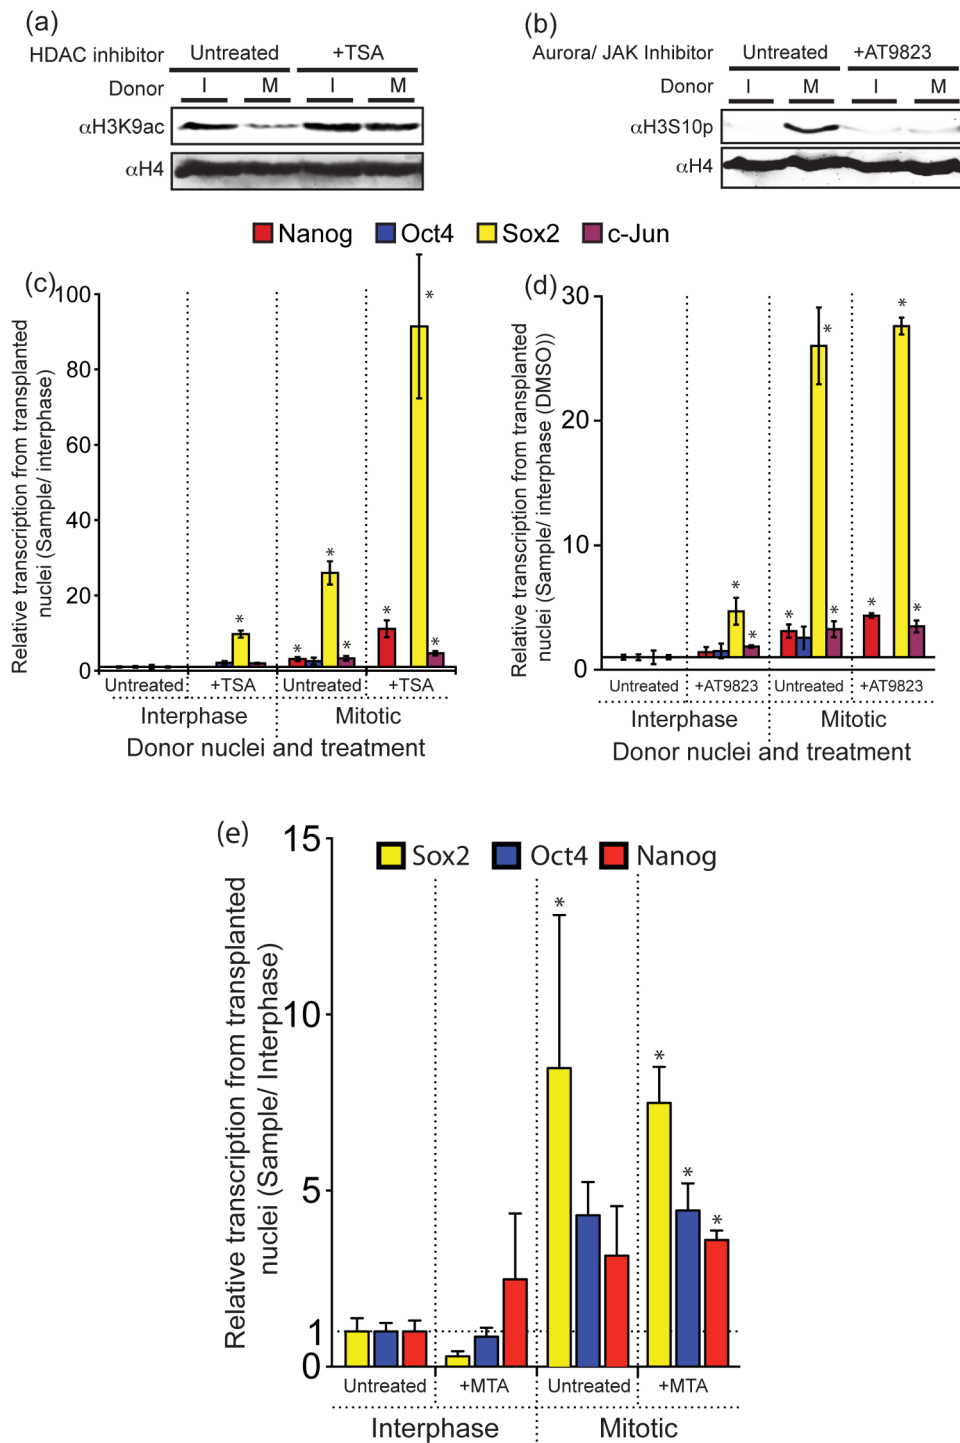 (a)
HDAC inhibitor Untreated +TSA
Donor I M I M
αH3K9ac
αH4
(b)
Aurora/ JAK Inhibitor Untreated +AT9823
Donor I M I M
αH3S10p
αH4
Nanog Oct4 Sox2 c-Jun
(c)
Relative transcription from transplanted
nuclei (Sample/ interphase)
100
80
60
40
20
0
* * * * * * *
Untreated +TSA Untreated +TSA
Interphase Mitotic
Donor nuclei and treatment
(d)
Relative transcription from transplanted
nuclei (Sample/ interphase (DMSO))
30
20
10
1
0
* * * * * * * *
Untreated +AT9823 Untreated +AT9823
Interphase Mitotic
Donor nuclei and treatment
(e)
Sox2 Oct4 Nanog
Relative transcription from transplanted
nuclei (Sample/ Interphase)
15
10
5
1
0
* * * *
Untreated +MTA Untreated +MTA
Interphase Mitotic